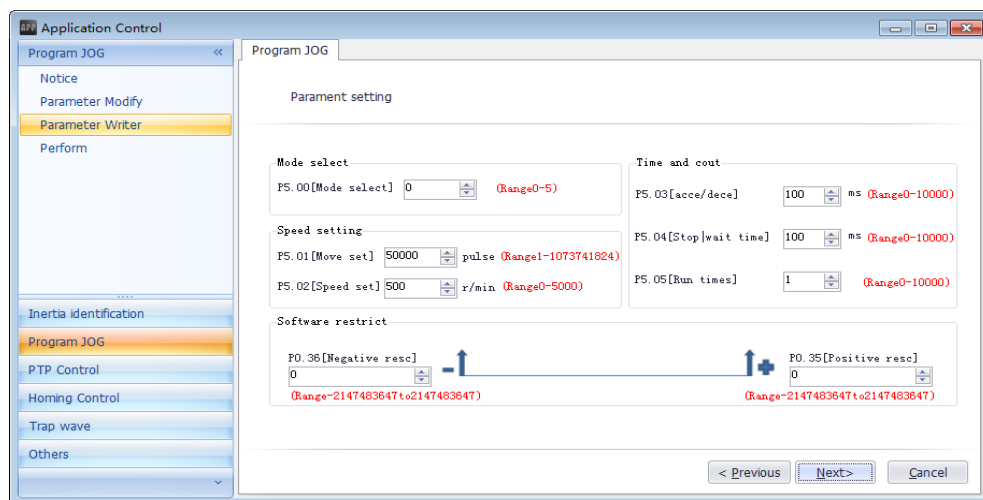 APP Application Control
Program JOG
Notice
Parameter Modify
Parameter Writer
Perform
Inertia identification
Program JOG
PTP Control
Homing Control
Trap wave
Others
Program JOG
Parament setting
Mode select
P5.00[Mode select] 0 (Range0-5)
Speed setting
P5.01[Move set] 50000 pulse (Range1-1073741824)
P5.02[Speed set] 500 r/min (Range0-5000)
Time and cout
P5.03[acce/dece] 100 ms (Range0-10000)
P5.04[Stop|wait time] 100 ms (Range0-10000)
P5.05[Run times] 1 (Range0-10000)
Software restrict
P0.36[Negative resc]
0
(Range-2147483647to2147483647)
P0.35[Positive resc]
0
(Range-2147483647to2147483647)
< Previous Next> Cancel